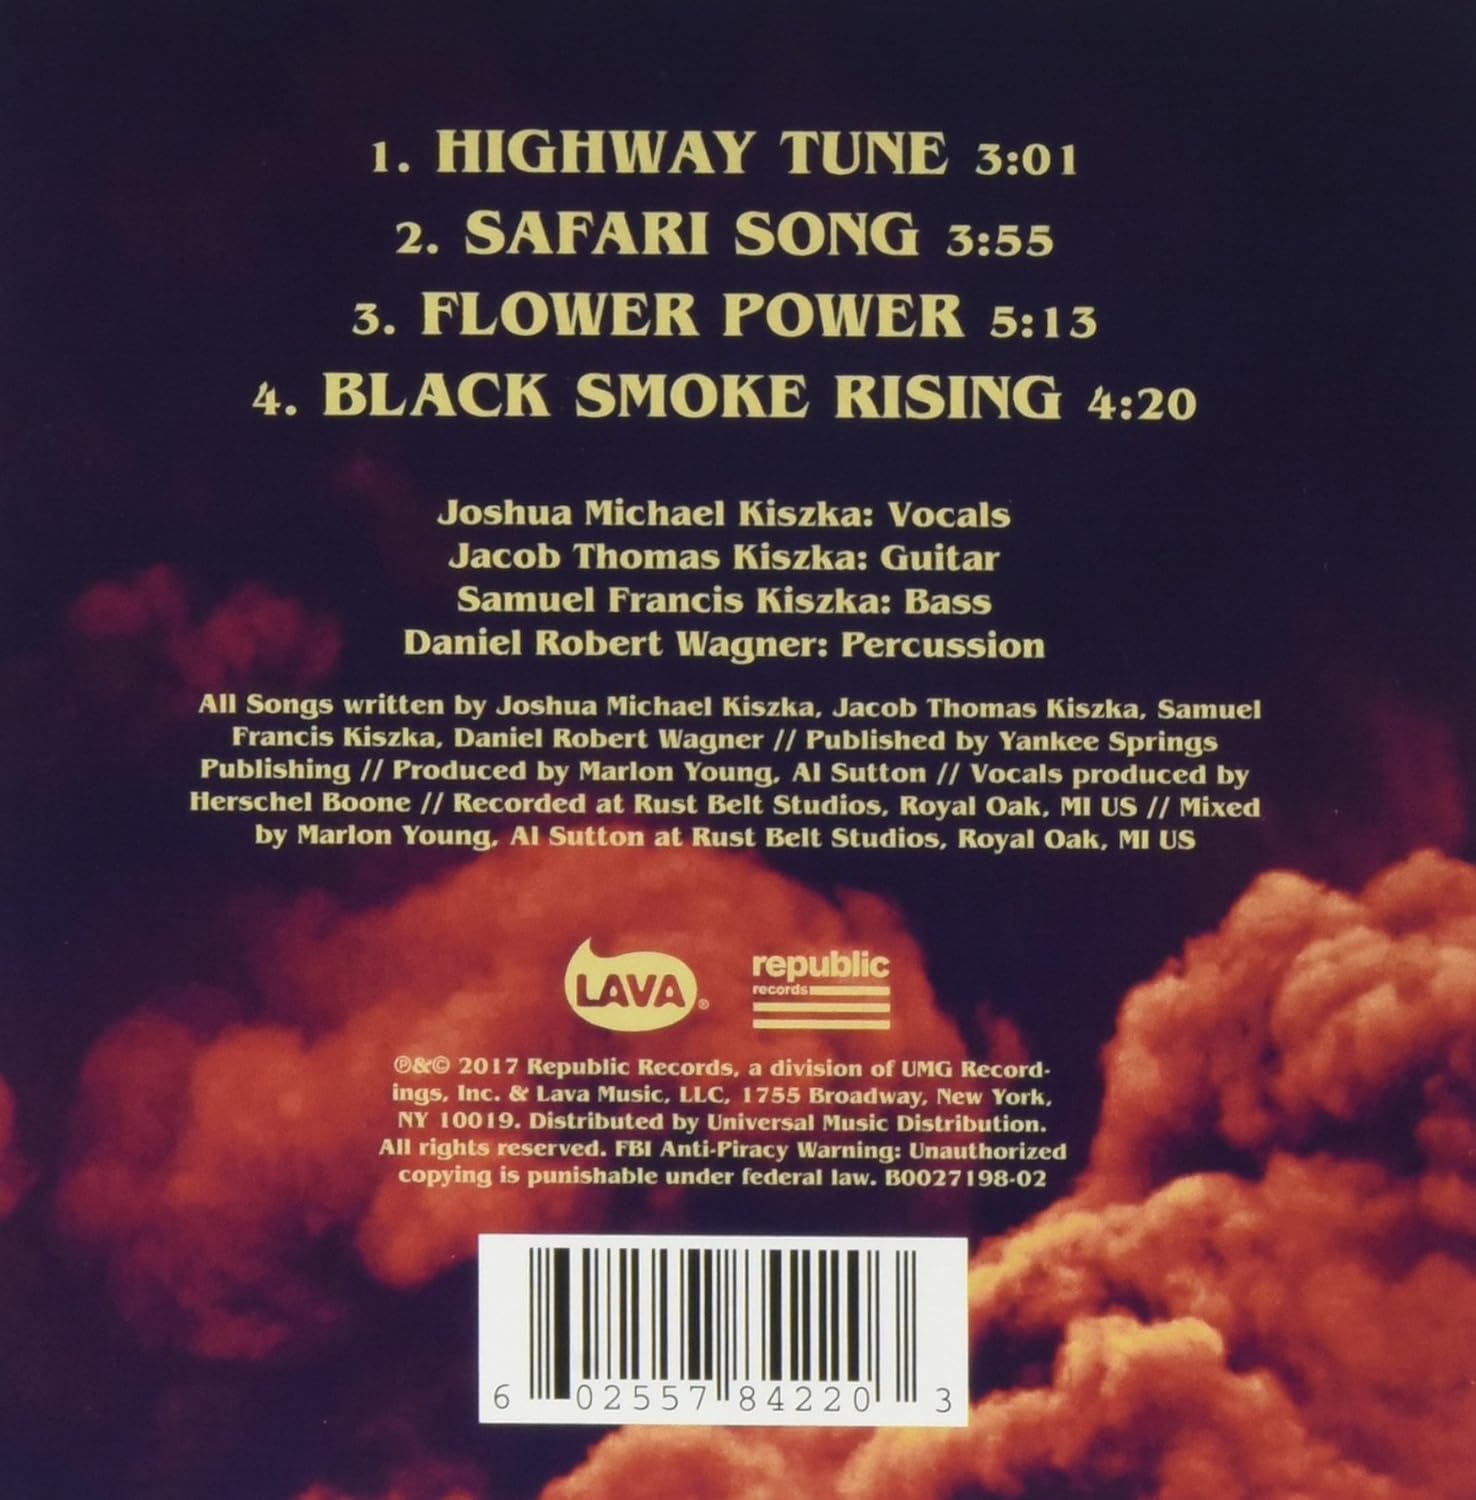 1. HIGHWAY TUNE 3:01
2. SAFARI SONG 3:55
3. FLOWER POWER 5:13
4. BLACK SMOKE RISING 4:20
Joshua Michael Kiszka: Vocals
Jacob Thomas Kiszka: Guitar
Samuel Francis Kiszka: Bass
Daniel Robert Wagner: Percussion
All Songs written by Joshua Michael Kiszka, Jacob Thomas Kiszka, Samuel
Francis Kiszka, Daniel Robert Wagner // Published by Yankee Springs
Publishing // Produced by Marlon Young, Al Sutton // Vocals produced by
Herschel Boone // Recorded at Rust Belt Studios, Royal Oak, MI US // Mixed
by Marlon Young, Al Sutton at Rust Belt Studios, Royal Oak, MI US
LAVA®
republic
records
℗&© 2017 Republic Records, a division of UMG Record-
ings, Inc. & Lava Music, LLC, 1755 Broadway, New York,
NY 10019. Distributed by Universal Music Distribution.
All rights reserved. FBI Anti-Piracy Warning: Unauthorized
copying is punishable under federal law. B0027198-02
6 02557 84220 3